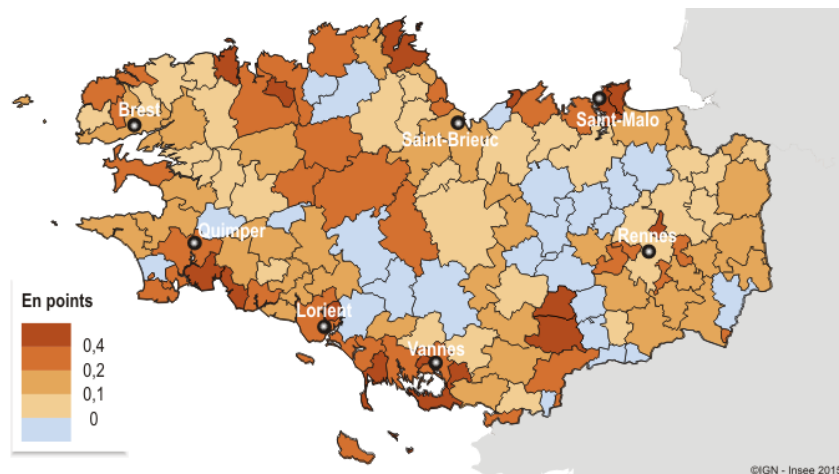 Brest
Saint-Brieuc
Saint-Malo
Quimper
Rennes
En points
0,4
0,2
0,1
0
Lorient
Vannes
©IGN - Insee 2015